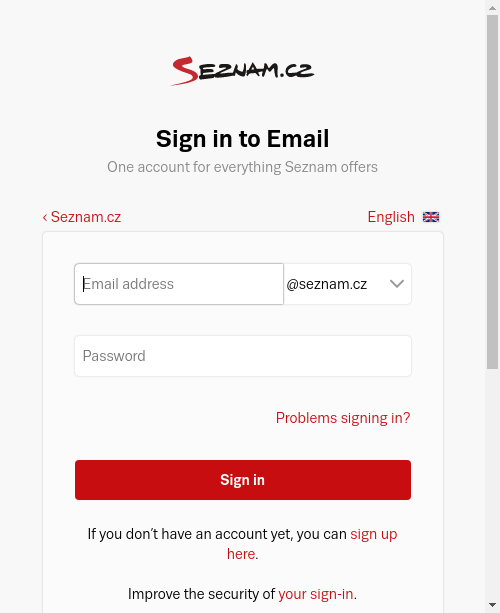 SEZNAM.CZ
Sign in to Email
One account for everything Seznam offers
‹ Seznam.cz English
Email address @seznam.cz
Password
Problems signing in?
Sign in
If you don’t have an account yet, you can sign up
here.
Improve the security of your sign-in.